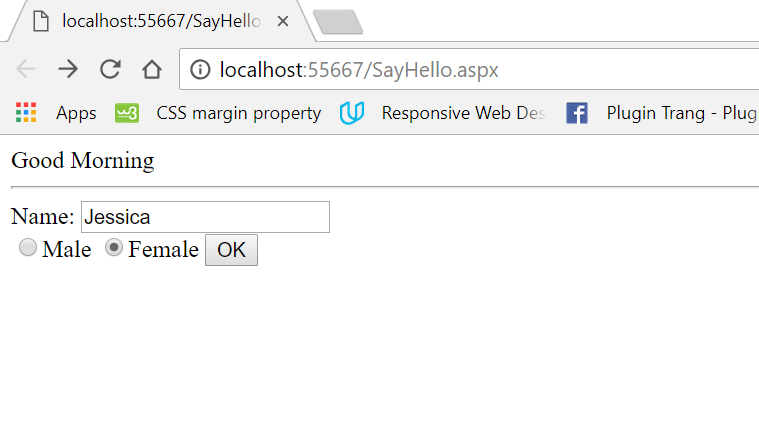 localhost:55667/SayHello
localhost:55667/SayHello.aspx
Apps w3 CSS margin property Responsive Web Des Plugin Trang - Plug
Good Morning
Name: Jessica
Male Female OK